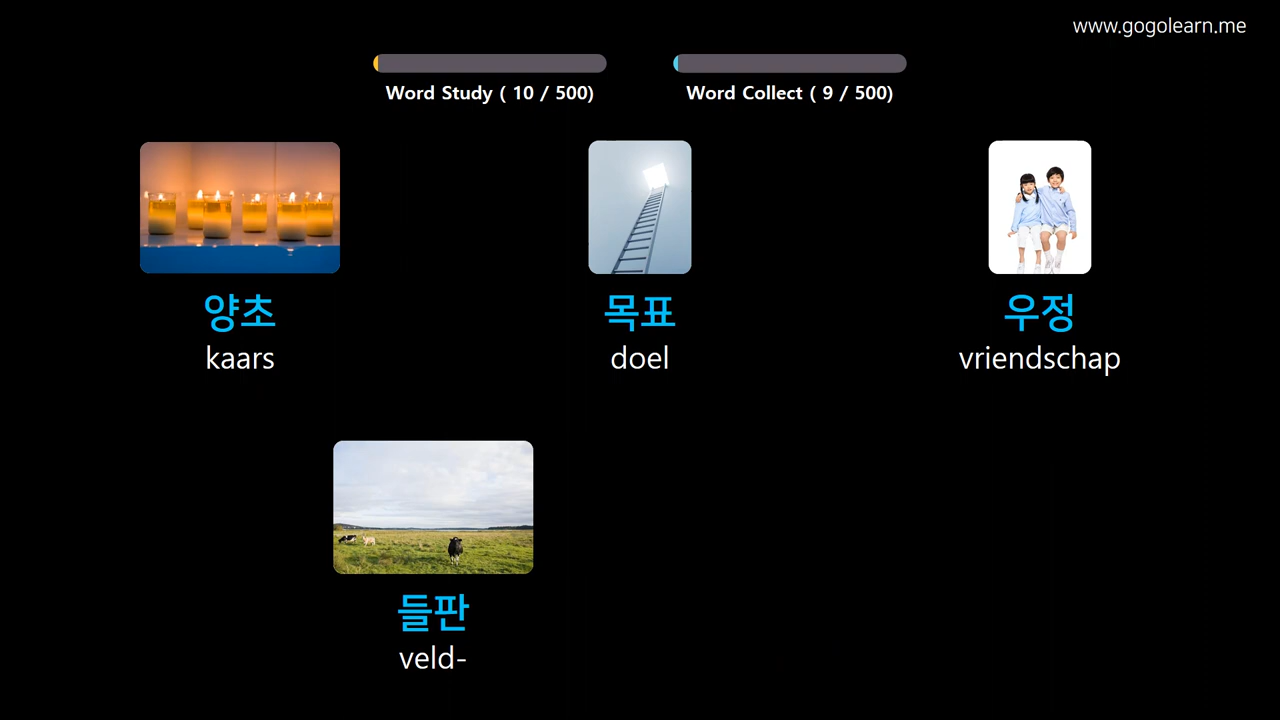 www.gogolearn.me
Word Study ( 10 / 500)
Word Collect ( 9 / 500)
양초
kaars
목표
doel
우정
vriendschap
들판
veld-